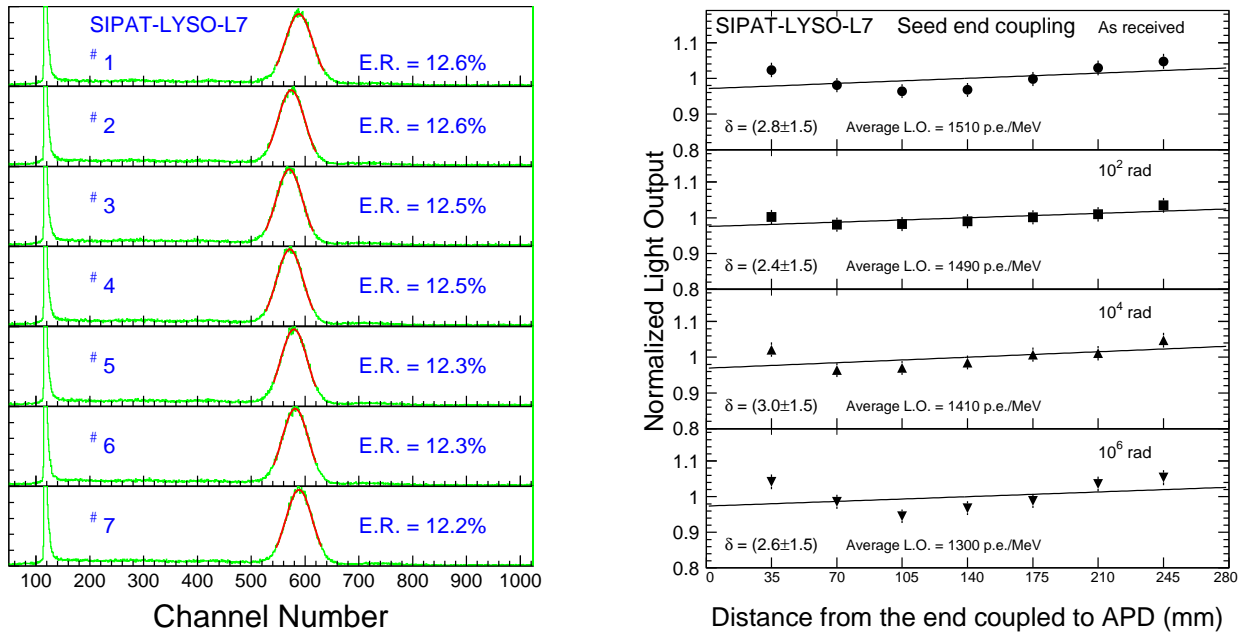 SIPAT-LYSO-L7
# 1 E.R. = 12.6%
# 2 E.R. = 12.6%
# 3 E.R. = 12.5%
# 4 E.R. = 12.5%
# 5 E.R. = 12.3%
# 6 E.R. = 12.3%
# 7 E.R. = 12.2%
100 200 300 400 500 600 700 800 900 1000
Channel Number
SIPAT-LYSO-L7 Seed end coupling As received
1.1
1
0.9
δ = (2.8±1.5) Average L.O. = 1510 p.e./MeV
0.8
10² rad
1.1
1
0.9
δ = (2.4±1.5) Average L.O. = 1490 p.e./MeV
0.8
10⁴ rad
1.1
1
0.9
δ = (3.0±1.5) Average L.O. = 1410 p.e./MeV
0.8
10⁶ rad
1.1
1
0.9
δ = (2.6±1.5) Average L.O. = 1300 p.e./MeV
0.8
0 35 70 105 140 175 210 245 280
Normalized Light Output
Distance from the end coupled to APD (mm)